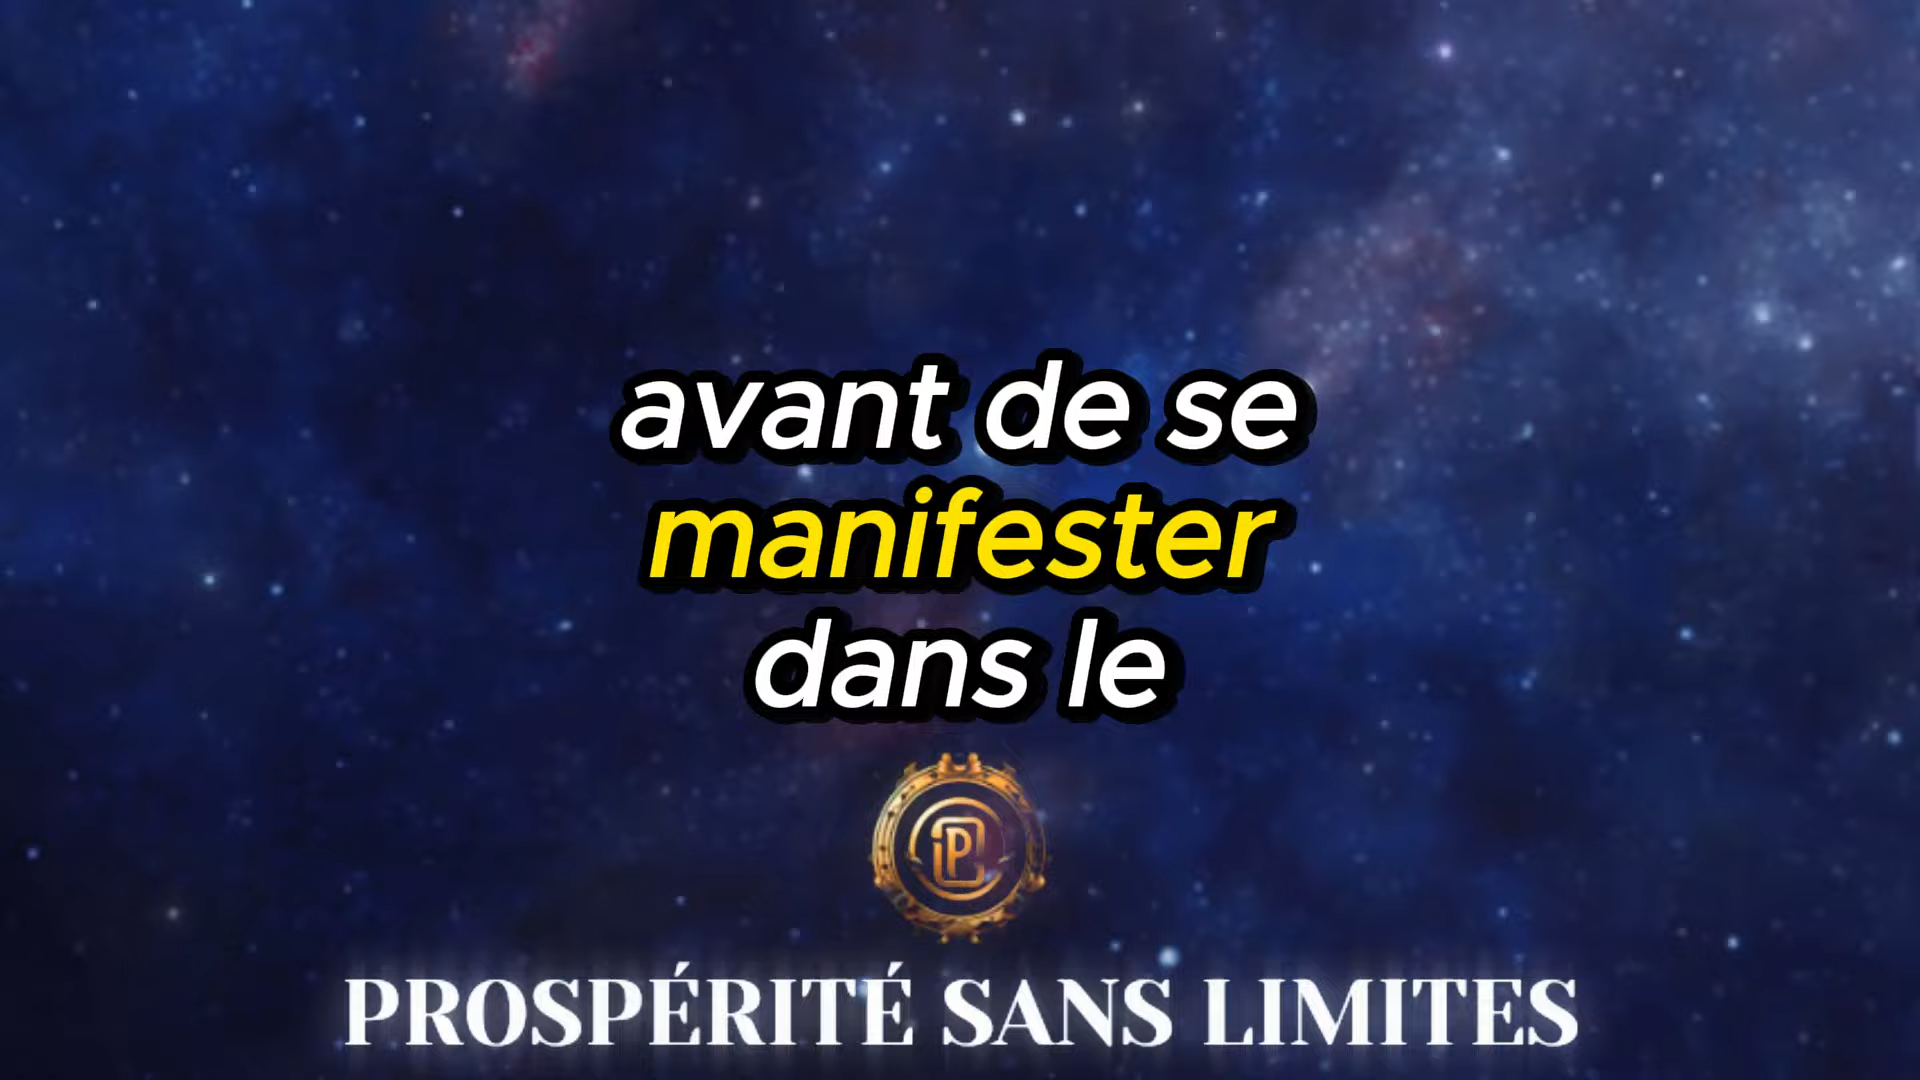 avant de se
manifester
dans le
P
PROSPÉRITÉ SANS LIMITES